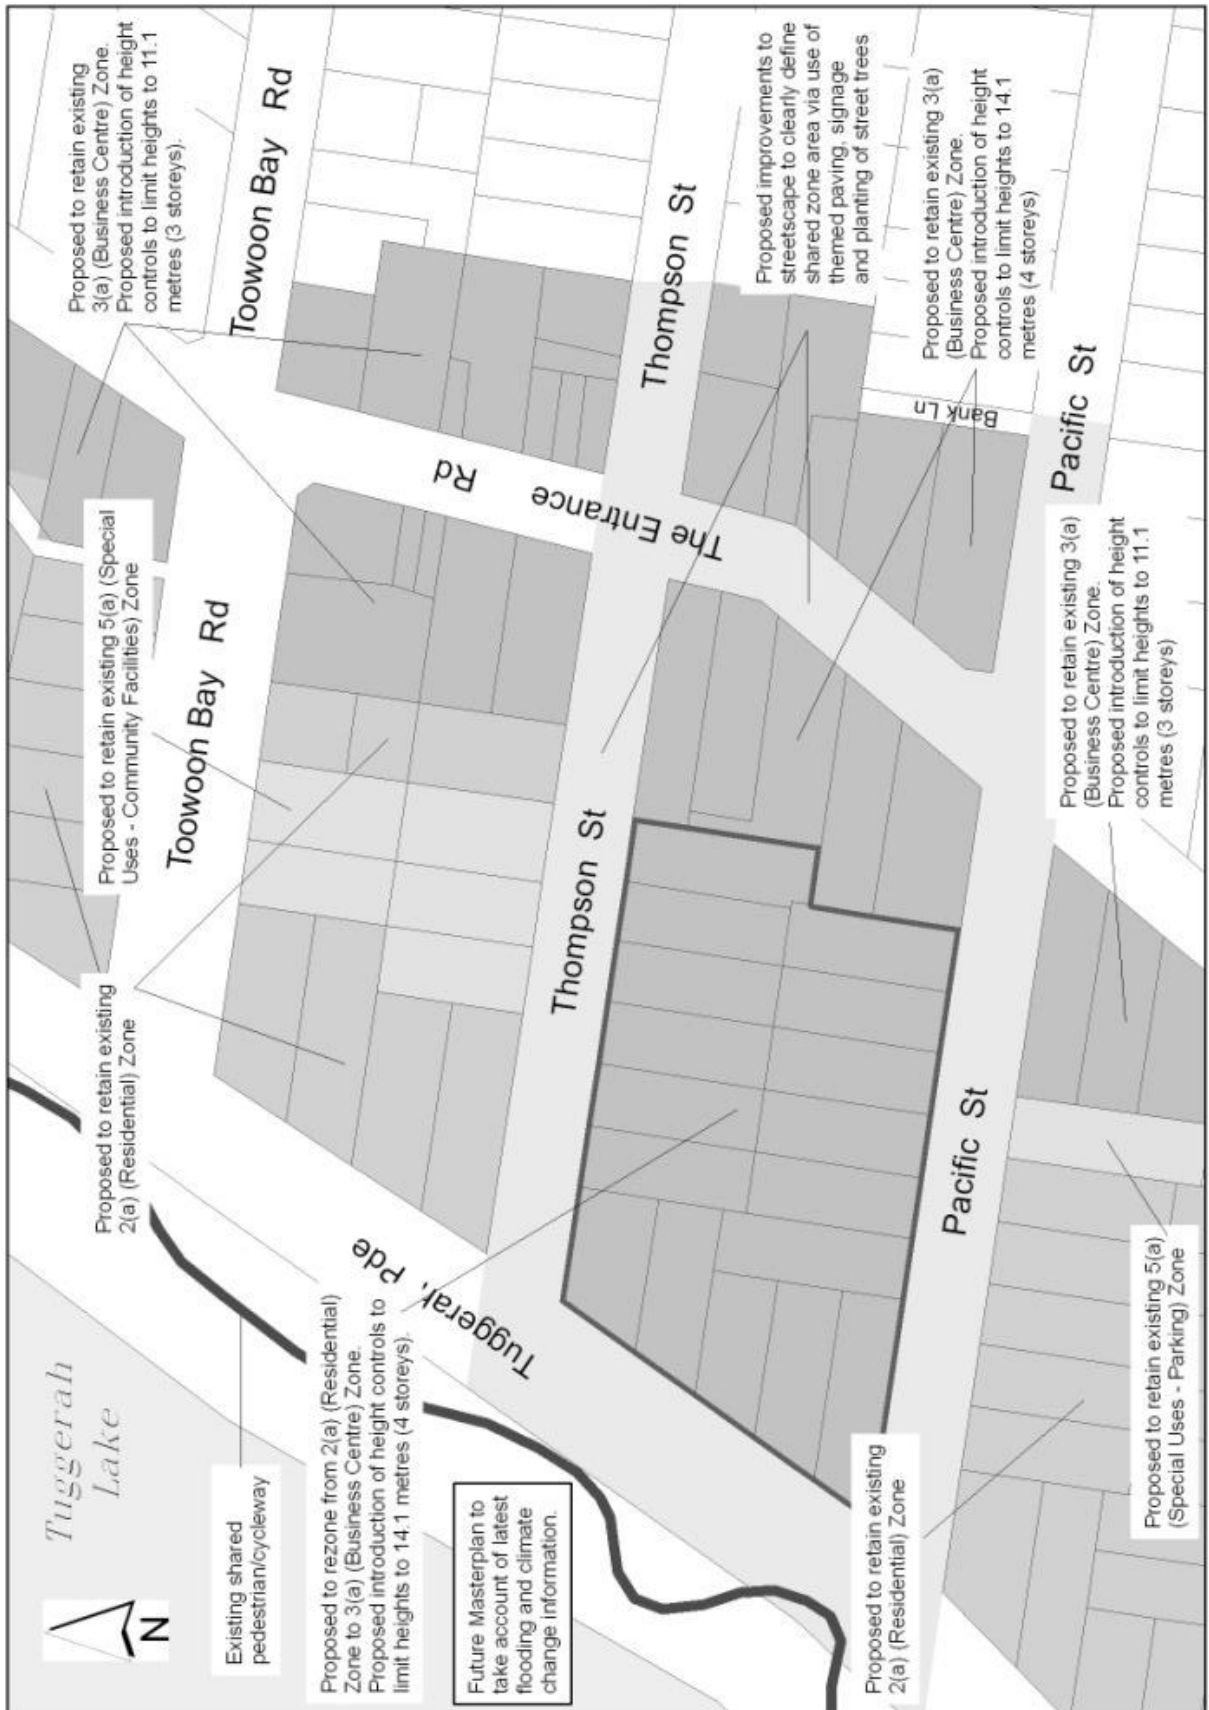 Tuggerah
Lake
N
Existing shared
pedestrian/cycleway
Proposed to rezone from 2(a) (Residential)
Zone to 3(a) (Business Centre) Zone.
Proposed introduction of height controls to
limit heights to 14.1 metres (4 storeys).
Future Masterplan to
take account of latest
flooding and climate
change information.
Proposed to retain existing
2(a) (Residential) Zone
Proposed to retain existing 5(a) (Special
Uses - Community Facilities) Zone
Proposed to retain existing
3(a) (Business Centre) Zone.
Proposed introduction of height
controls to limit heights to 11.1
metres (3 storeys).
Toowoon Bay Rd
Toowoon Bay Rd
Tuggerah, Pde
The Entrance Rd
Thompson St
Thompson St
Proposed improvements to
streetscape to clearly define
shared zone area via use of
themed paving, signage
and planting of street trees
Proposed to retain existing 3(a)
(Business Centre) Zone.
Proposed introduction of height
controls to limit heights to 14.1
metres (4 storeys)
Bank Ln
Pacific St
Pacific St
Proposed to retain existing
2(a) (Residential) Zone
Proposed to retain existing 5(a)
(Special Uses - Parking) Zone
Proposed to retain existing 3(a)
(Business Centre) Zone.
Proposed introduction of height
controls to limit heights to 11.1
metres (3 storeys)